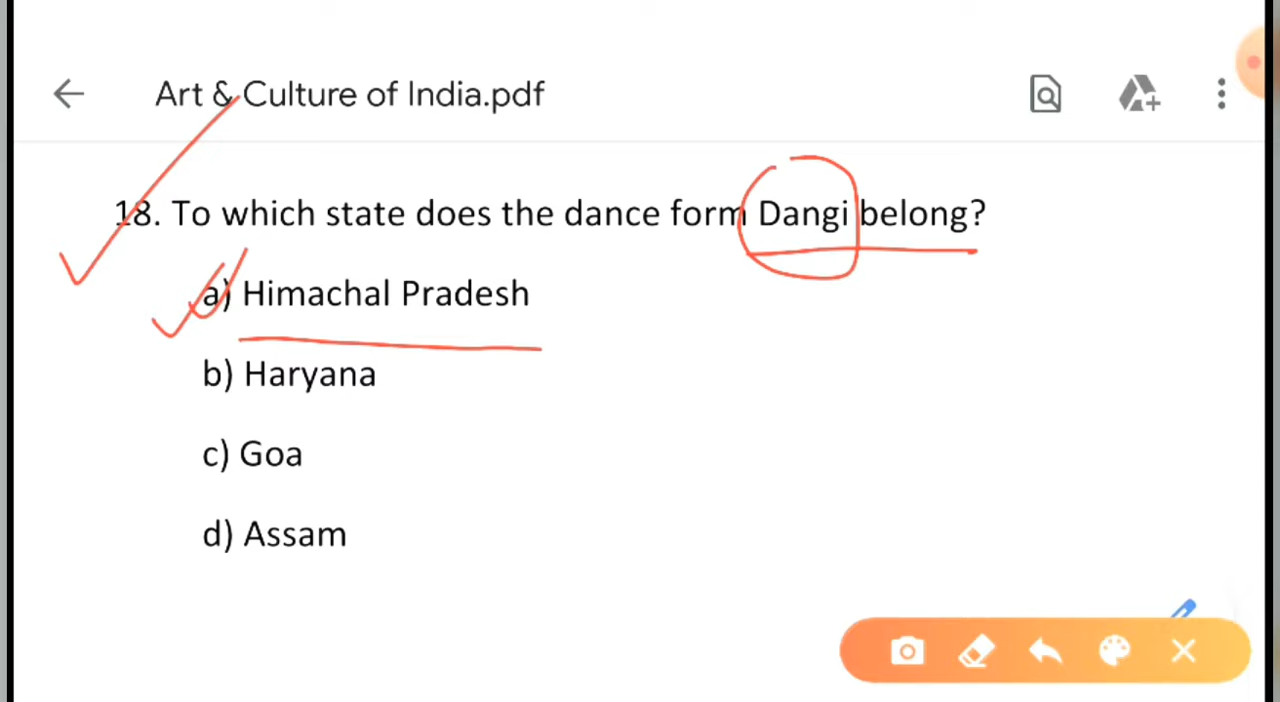 Art & Culture of India.pdf
18. To which state does the dance form Dangi belong?
a) Himachal Pradesh
b) Haryana
c) Goa
d) Assam